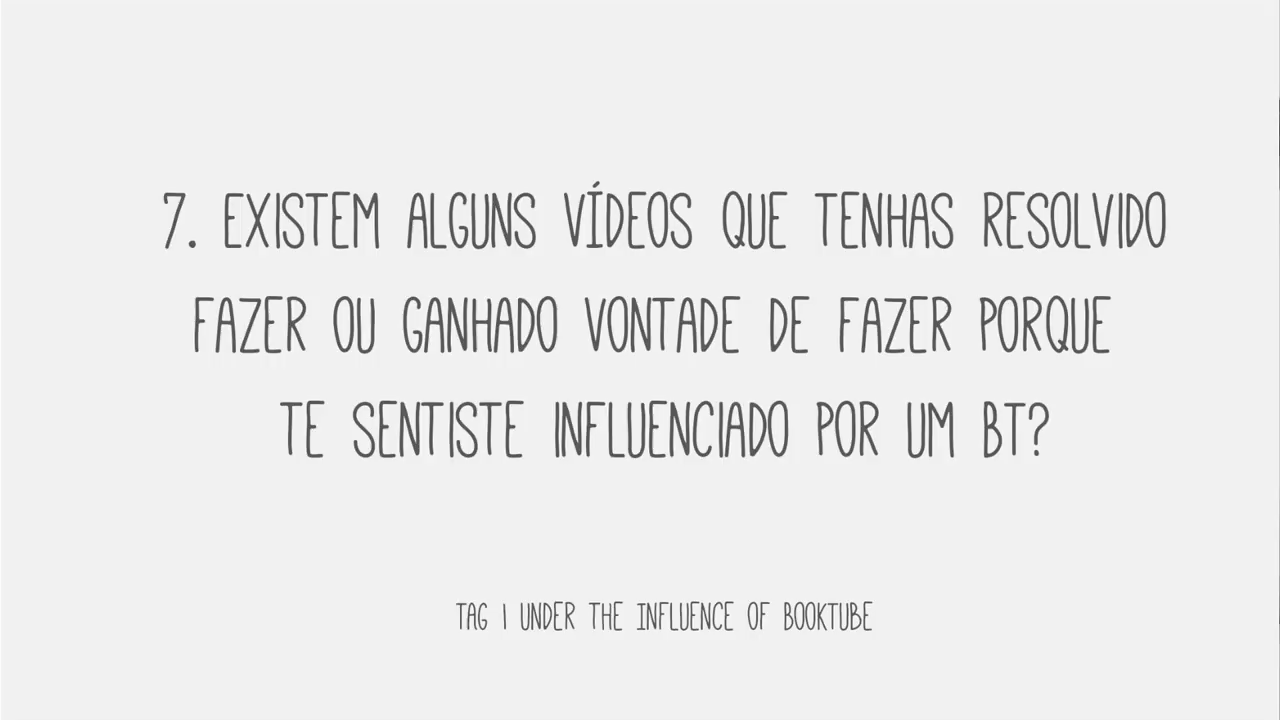 7. EXISTEM ALGUNS VÍDEOS QUE TENHAS RESOLVIDO
FAZER OU GANHADO VONTADE DE FAZER PORQUE
TE SENTISTE INFLUENCIADO POR UM BT?
TAG | UNDER THE INFLUENCE OF BOOKTUBE